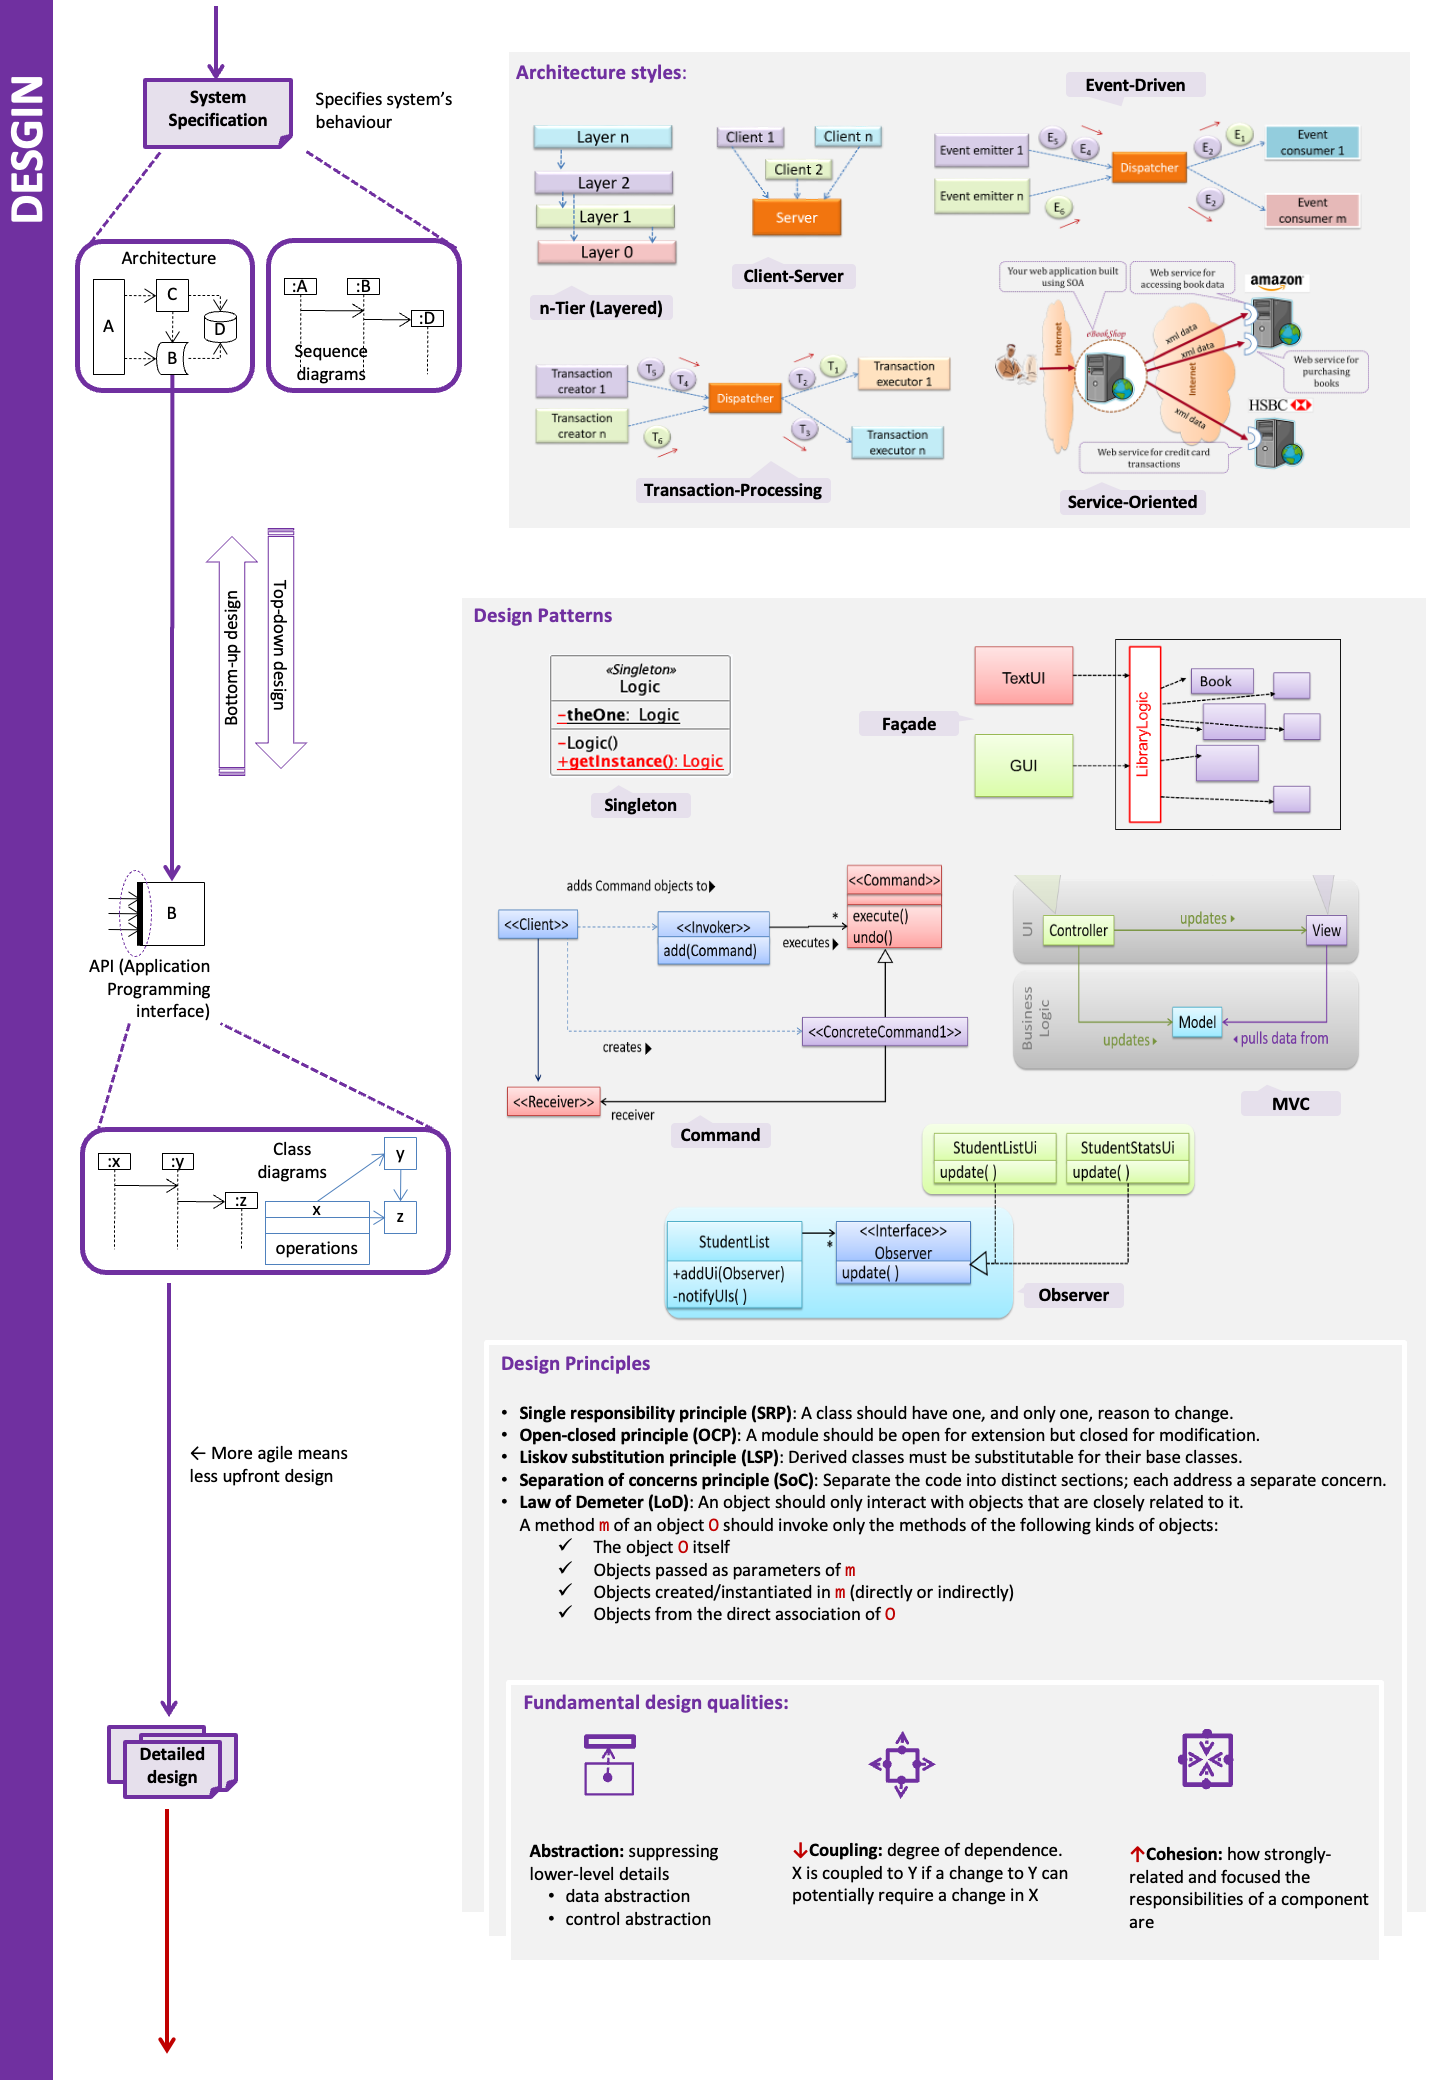 DESGIN
System
Specification
Specifies system's
behaviour
Architecture
A
C
B
D
:A
:B
:D
Sequence
diagrams
Bottom-up design
Top-down design
B
API (Application
Programming
interface)
:x
:y
:z
Class
diagrams
x
operations
y
z
← More agile means
less upfront design
Detailed
design
Architecture styles:
Layer n
Layer 2
Layer 1
Layer 0
n-Tier (Layered)
Client 1
Client n
Client 2
Server
Client-Server
Event-Driven
Event emitter 1
Event emitter n
E5
E4
E6
Dispatcher
E2
E1
E2
Event
consumer 1
Event
consumer m
Transaction
creator 1
Transaction
creator n
T5
T4
T6
Dispatcher
T2
T1
T3
Transaction
executor 1
Transaction
executor n
Transaction-Processing
Your web application built
using SOA
Web service for
accessing book data
amazon
eBookShop
Internet
xml data
xml data
Internet
xml data
Web service for
purchasing
books
HSBC
Web service for credit card
transactions
Service-Oriented
Design Patterns
«Singleton»
Logic
-theOne: Logic
-Logic()
+getInstance(): Logic
Singleton
Façade
TextUI
GUI
LibraryLogic
Book
adds Command objects to
<<Client>>
<<Invoker>>
add(Command)
*
executes
<<Command>>
execute()
undo()
<<ConcreteCommand1>>
creates
<<Receiver>>
receiver
Command
UI
Controller
updates
View
Business
Logic
Model
updates
pulls data from
MVC
StudentListUi
update( )
StudentStatsUi
update( )
StudentList
+addUi(Observer)
-notifyUIs( )
*
<<Interface>>
Observer
update( )
Observer
Design Principles
• Single responsibility principle (SRP): A class should have one, and only one, reason to change.
• Open-closed principle (OCP): A module should be open for extension but closed for modification.
• Liskov substitution principle (LSP): Derived classes must be substitutable for their base classes.
• Separation of concerns principle (SoC): Separate the code into distinct sections; each address a separate concern.
• Law of Demeter (LoD): An object should only interact with objects that are closely related to it.
A method m of an object O should invoke only the methods of the following kinds of objects:
✓ The object O itself
✓ Objects passed as parameters of m
✓ Objects created/instantiated in m (directly or indirectly)
✓ Objects from the direct association of O
Fundamental design qualities:
Abstraction: suppressing
lower-level details
• data abstraction
• control abstraction
↓Coupling: degree of dependence.
X is coupled to Y if a change to Y can
potentially require a change in X
↑Cohesion: how strongly-
related and focused the
responsibilities of a component
are